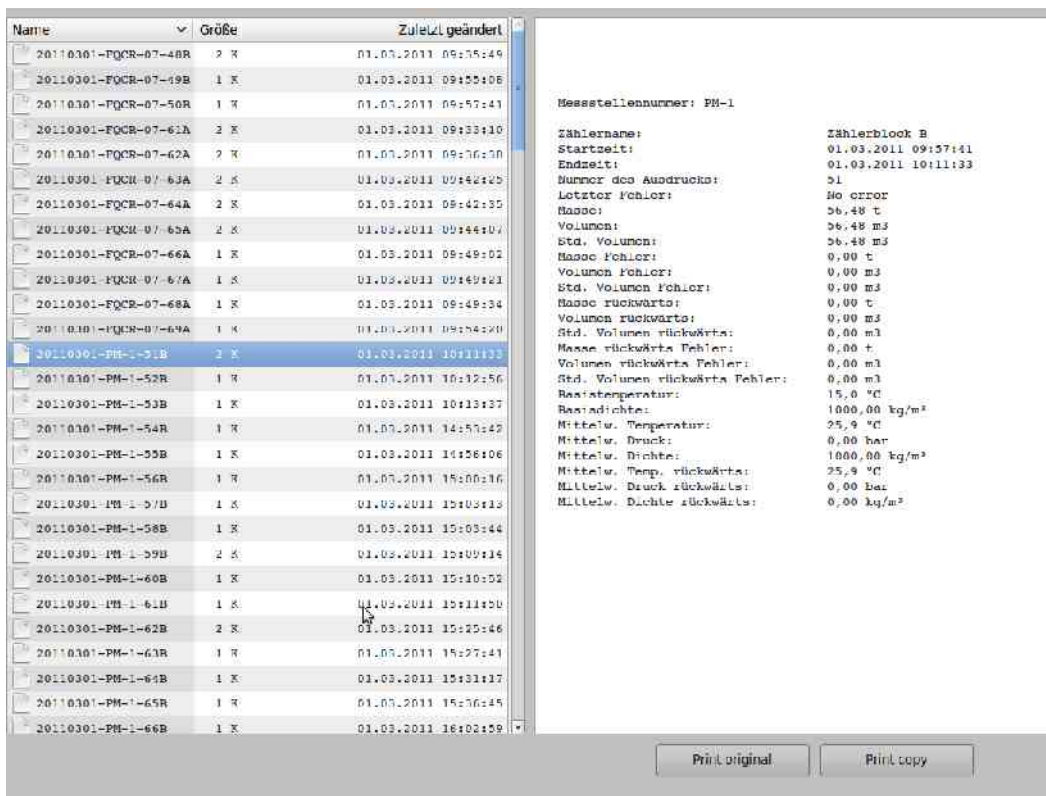 Name Größe Zuletzt geändert
20110301-FQCR-07-48B 2 K 01.03.2011 09:35:49
20110301-FQCR-07-49B 1 K 01.03.2011 09:55:08
20110301-FQCR-07-50B 1 K 01.03.2011 09:57:41
20110301-FQCR-07-61A 2 K 01.03.2011 09:33:10
20110301-FQCR-07-62A 2 K 01.03.2011 09:36:30
20110301-FQCR-07-63A 2 K 01.03.2011 09:42:25
20110301-FQCR-07-64A 2 K 01.03.2011 09:42:35
20110301-FQCR-07-65A 2 K 01.03.2011 09:44:07
20110301-FQCR-07-66A 1 K 01.03.2011 09:49:02
20110301-FQCR-07-67A 1 K 01.03.2011 09:49:21
20110301-FQCR-07-68A 1 K 01.03.2011 09:49:34
20110301-FQCR-07-69A 1 K 01.03.2011 09:54:20
20110301-PM-1-51B 2 K 01.03.2011 10:11:33
20110301-PM-1-52B 1 K 01.03.2011 10:12:56
20110301-PM-1-53B 1 K 01.03.2011 10:13:37
20110301-PM-1-54B 1 K 01.03.2011 14:53:42
20110301-PM-1-55B 1 K 01.03.2011 14:56:06
20110301-PM-1-56B 1 K 01.03.2011 15:00:16
20110301-PM-1-57B 1 K 01.03.2011 15:03:13
20110301-PM-1-58B 1 K 01.03.2011 15:03:44
20110301-PM-1-59B 2 K 01.03.2011 15:09:14
20110301-PM-1-60B 1 K 01.03.2011 15:10:52
20110301-PM-1-61B 1 K 01.03.2011 15:11:50
20110301-PM-1-62B 2 K 01.03.2011 15:25:46
20110301-PM-1-63B 1 K 01.03.2011 15:27:41
20110301-PM-1-64B 1 K 01.03.2011 15:31:17
20110301-PM-1-65B 1 K 01.03.2011 15:36:45
20110301-PM-1-66B 1 K 01.03.2011 16:02:59
Messstellennummer: PM-1
Zählername: Zählerblock B
Startzeit: 01.03.2011 09:57:41
Endzeit: 01.03.2011 10:11:33
Nummer des Ausdrucks: 51
Letzter Fehler: No error
Masse: 56,48 t
Volumen: 56,48 m3
Std. Volumen: 56,48 m3
Masse Fehler: 0,00 t
Volumen Fehler: 0,00 m3
Std. Volumen Fehler: 0,00 m3
Masse rückwärts: 0,00 t
Volumen rückwärts: 0,00 m3
Std. Volumen rückwärts: 0,00 m3
Masse rückwärts Fehler: 0,00 t
Volumen rückwärts Fehler: 0,00 m3
Std. Volumen rückwärts Fehler: 0,00 m3
Basistemperatur: 15,0 °C
Basisdichte: 1000,00 kg/m³
Mittelw. Temperatur: 25,9 °C
Mittelw. Druck: 0,00 bar
Mittelw. Dichte: 1000,00 kg/m³
Mittelw. Temp. rückwärts: 25,9 °C
Mittelw. Druck rückwärts: 0,00 bar
Mittelw. Dichte rückwärts: 0,00 kg/m³
Print original Print copy